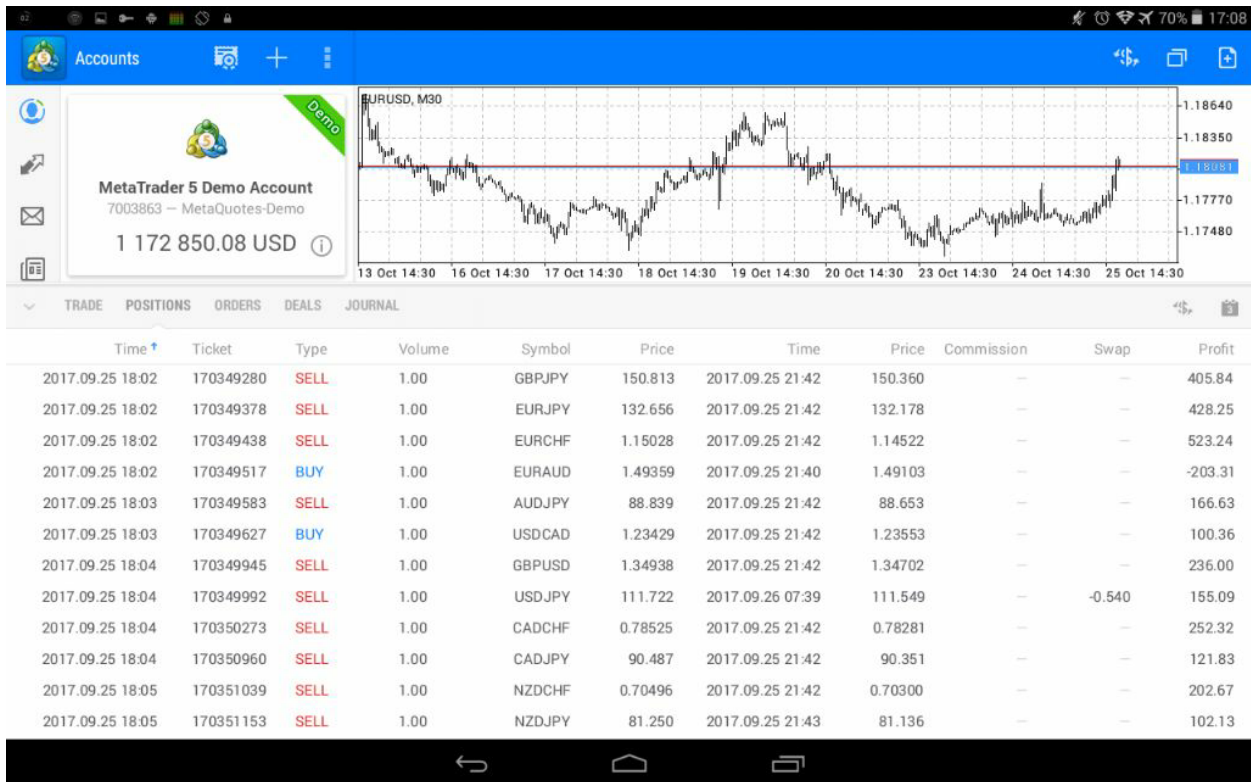 70% 17:08
Accounts
Demo
MetaTrader 5 Demo Account
7003863 — MetaQuotes-Demo
1 172 850.08 USD
EURUSD, M30
1.18640
1.18350
1.18081
1.17770
1.17480
13 Oct 14:30 16 Oct 14:30 17 Oct 14:30 18 Oct 14:30 19 Oct 14:30 20 Oct 14:30 23 Oct 14:30 24 Oct 14:30 25 Oct 14:30
TRADE POSITIONS ORDERS DEALS JOURNAL
Time Ticket Type Volume Symbol Price Time Price Commission Swap Profit
2017.09.25 18:02 170349280 SELL 1.00 GBPJPY 150.813 2017.09.25 21:42 150.360 — — 405.84
2017.09.25 18:02 170349378 SELL 1.00 EURJPY 132.656 2017.09.25 21:42 132.178 — — 428.25
2017.09.25 18:02 170349438 SELL 1.00 EURCHF 1.15028 2017.09.25 21:42 1.14522 — — 523.24
2017.09.25 18:02 170349517 BUY 1.00 EURAUD 1.49359 2017.09.25 21:40 1.49103 — — -203.31
2017.09.25 18:03 170349583 SELL 1.00 AUDJPY 88.839 2017.09.25 21:42 88.653 — — 166.63
2017.09.25 18:03 170349627 BUY 1.00 USDCAD 1.23429 2017.09.25 21:42 1.23553 — — 100.36
2017.09.25 18:04 170349945 SELL 1.00 GBPUSD 1.34938 2017.09.25 21:42 1.34702 — — 236.00
2017.09.25 18:04 170349992 SELL 1.00 USDJPY 111.722 2017.09.26 07:39 111.549 — -0.540 155.09
2017.09.25 18:04 170350273 SELL 1.00 CADCHF 0.78525 2017.09.25 21:42 0.78281 — — 252.32
2017.09.25 18:04 170350960 SELL 1.00 CADJPY 90.487 2017.09.25 21:42 90.351 — — 121.83
2017.09.25 18:05 170351039 SELL 1.00 NZDCHF 0.70496 2017.09.25 21:42 0.70300 — — 202.67
2017.09.25 18:05 170351153 SELL 1.00 NZDJPY 81.250 2017.09.25 21:43 81.136 — — 102.13